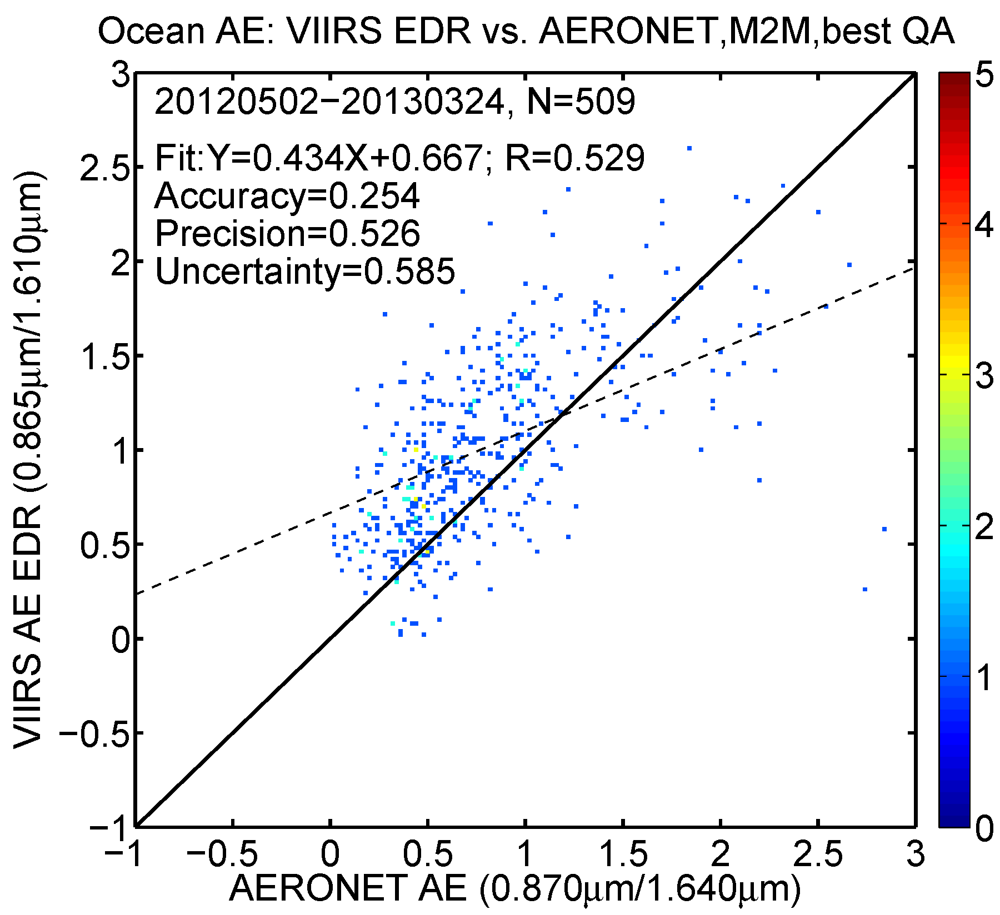 Ocean AE: VIIRS EDR vs. AERONET,M2M,best QA
20120502−20130324, N=509
Fit:Y=0.434X+0.667; R=0.529
Accuracy=0.254
Precision=0.526
Uncertainty=0.585
VIIRS AE EDR (0.865μm/1.610μm)
3
2.5
2
1.5
1
0.5
0
−0.5
−1
−1 −0.5 0 0.5 1 1.5 2 2.5 3
AERONET AE (0.870μm/1.640μm)
5
4
3
2
1
0